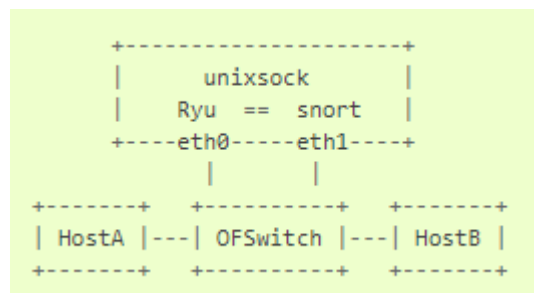 +---------------------+
|       unixsock       |
|    Ryu  ==  snort    |
+----eth0-----eth1----+
       |       |
+-------+   +----------+   +-------+
| HostA |---| OFSwitch |---| HostB |
+-------+   +----------+   +-------+